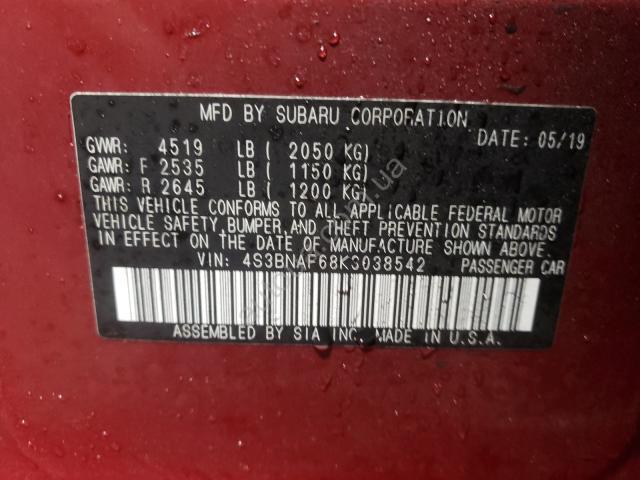 MFD BY SUBARU CORPORATION
DATE: 05/19
GVWR: 4519 LB ( 2050 KG)
GAWR: F 2535 LB ( 1150 KG)
GAWR: R 2645 LB ( 1200 KG)
THIS VEHICLE CONFORMS TO ALL APPLICABLE FEDERAL MOTOR
VEHICLE SAFETY, BUMPER, AND THEFT PREVENTION STANDARDS
IN EFFECT ON THE DATE OF MANUFACTURE SHOWN ABOVE.
VIN: 4S3BNAF68K3038542 PASSENGER CAR
ASSEMBLED BY SIA INC. MADE IN U.S.A.